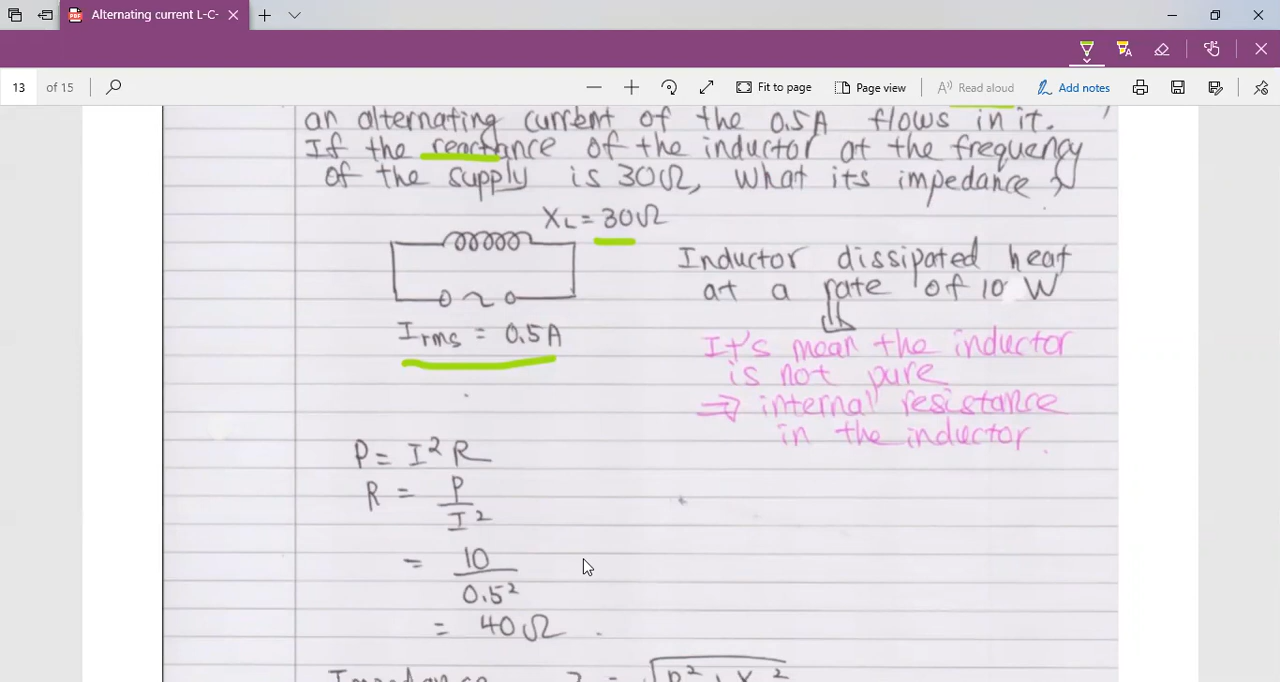 Alternating current L-C-
13 of 15
Fit to page
Page view
Read aloud
Add notes
an alternating current of the 0.5A flows in it.
If the reactance of the inductor at the frequency
of the supply is 30Ω, What its impedance ?
XL = 30Ω
Inductor dissipated heat
at a rate of 10 W
Irms = 0.5A
It's mean the inductor
is not pure
⇒ internal resistance
in the inductor.
P = I² R
R = P / I²
= 10 / 0.5²
= 40Ω.